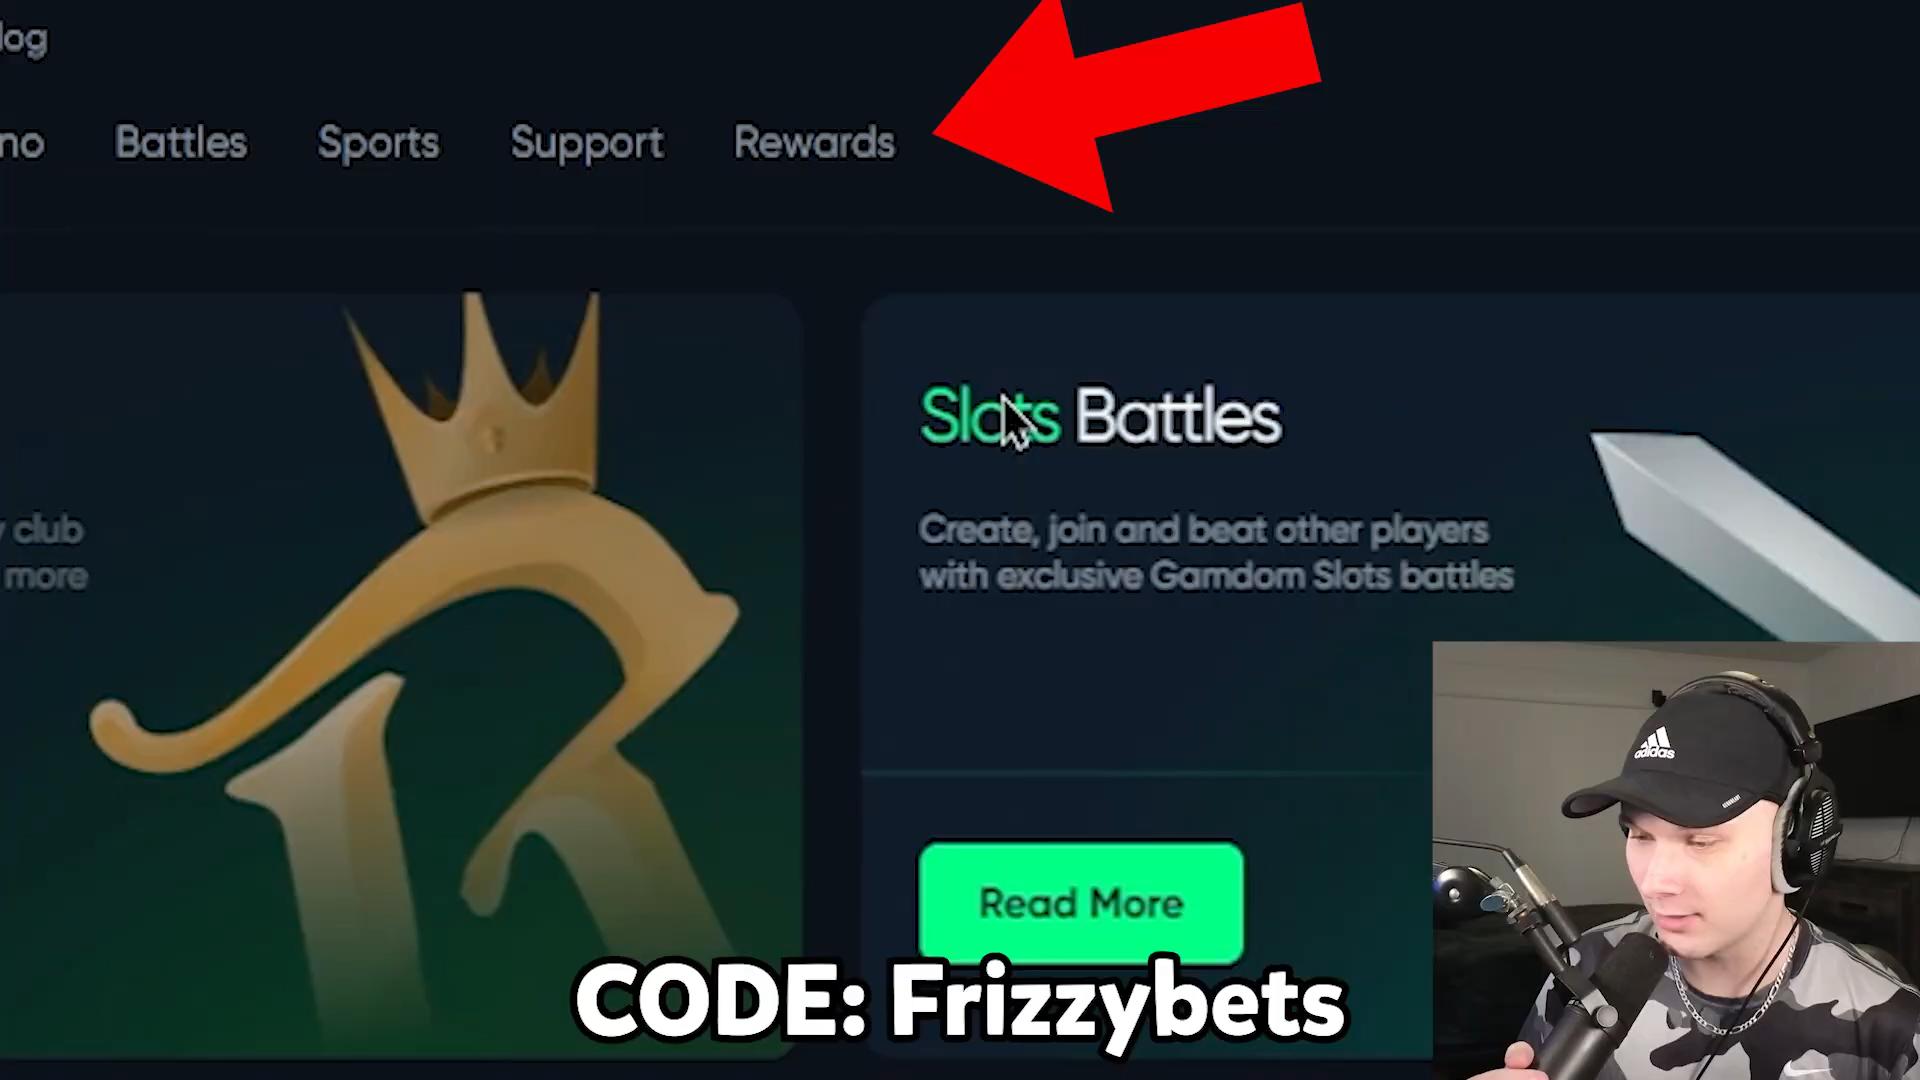 log
no Battles Sports Support Rewards
Slots Battles
Create, join and beat other players
with exclusive Gamdom Slots battles
y club
more
Read More
CODE: Frizzybets
adidas